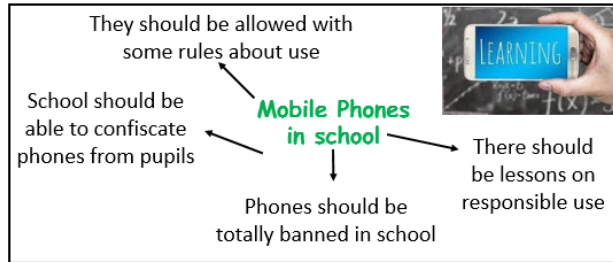 They should be allowed with
some rules about use
LEARNING
School should be
able to confiscate
phones from pupils
Mobile Phones
in school
There should
be lessons on
responsible use
Phones should be
totally banned in school